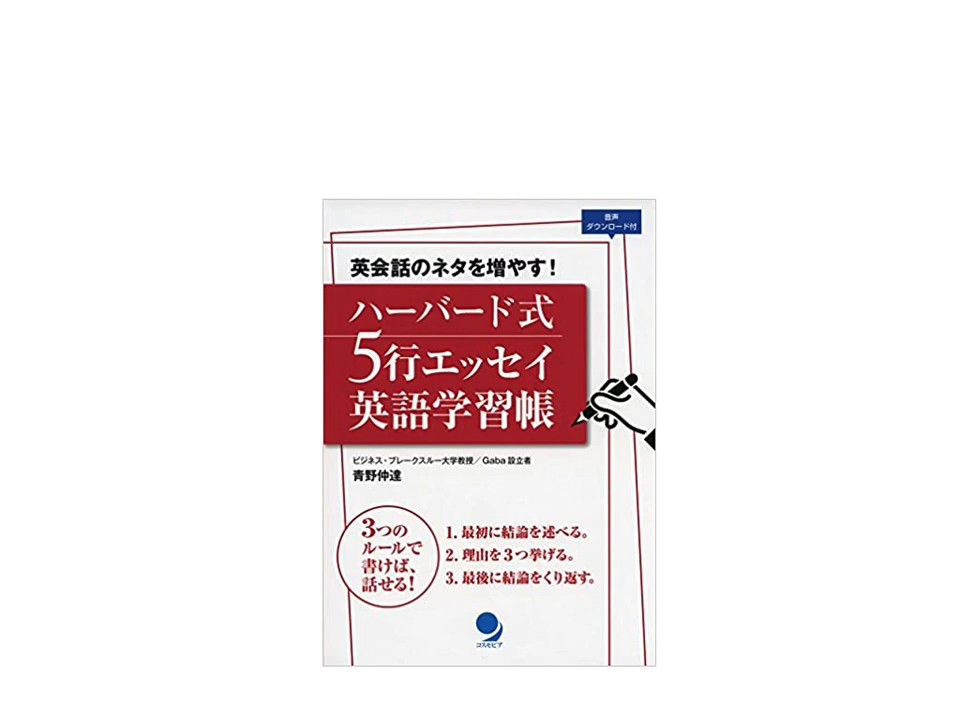 音声
ダウンロード付
英会話のネタを増やす!
ハーバード式
5行エッセイ
英語学習帳
ビジネス・ブレークスルー大学教授/Gaba 設立者
青野仲達
3つの
ルールで
書けば、
話せる!
1. 最初に結論を述べる。
2. 理由を3つ挙げる。
3. 最後に結論をくり返す。
コスモピア